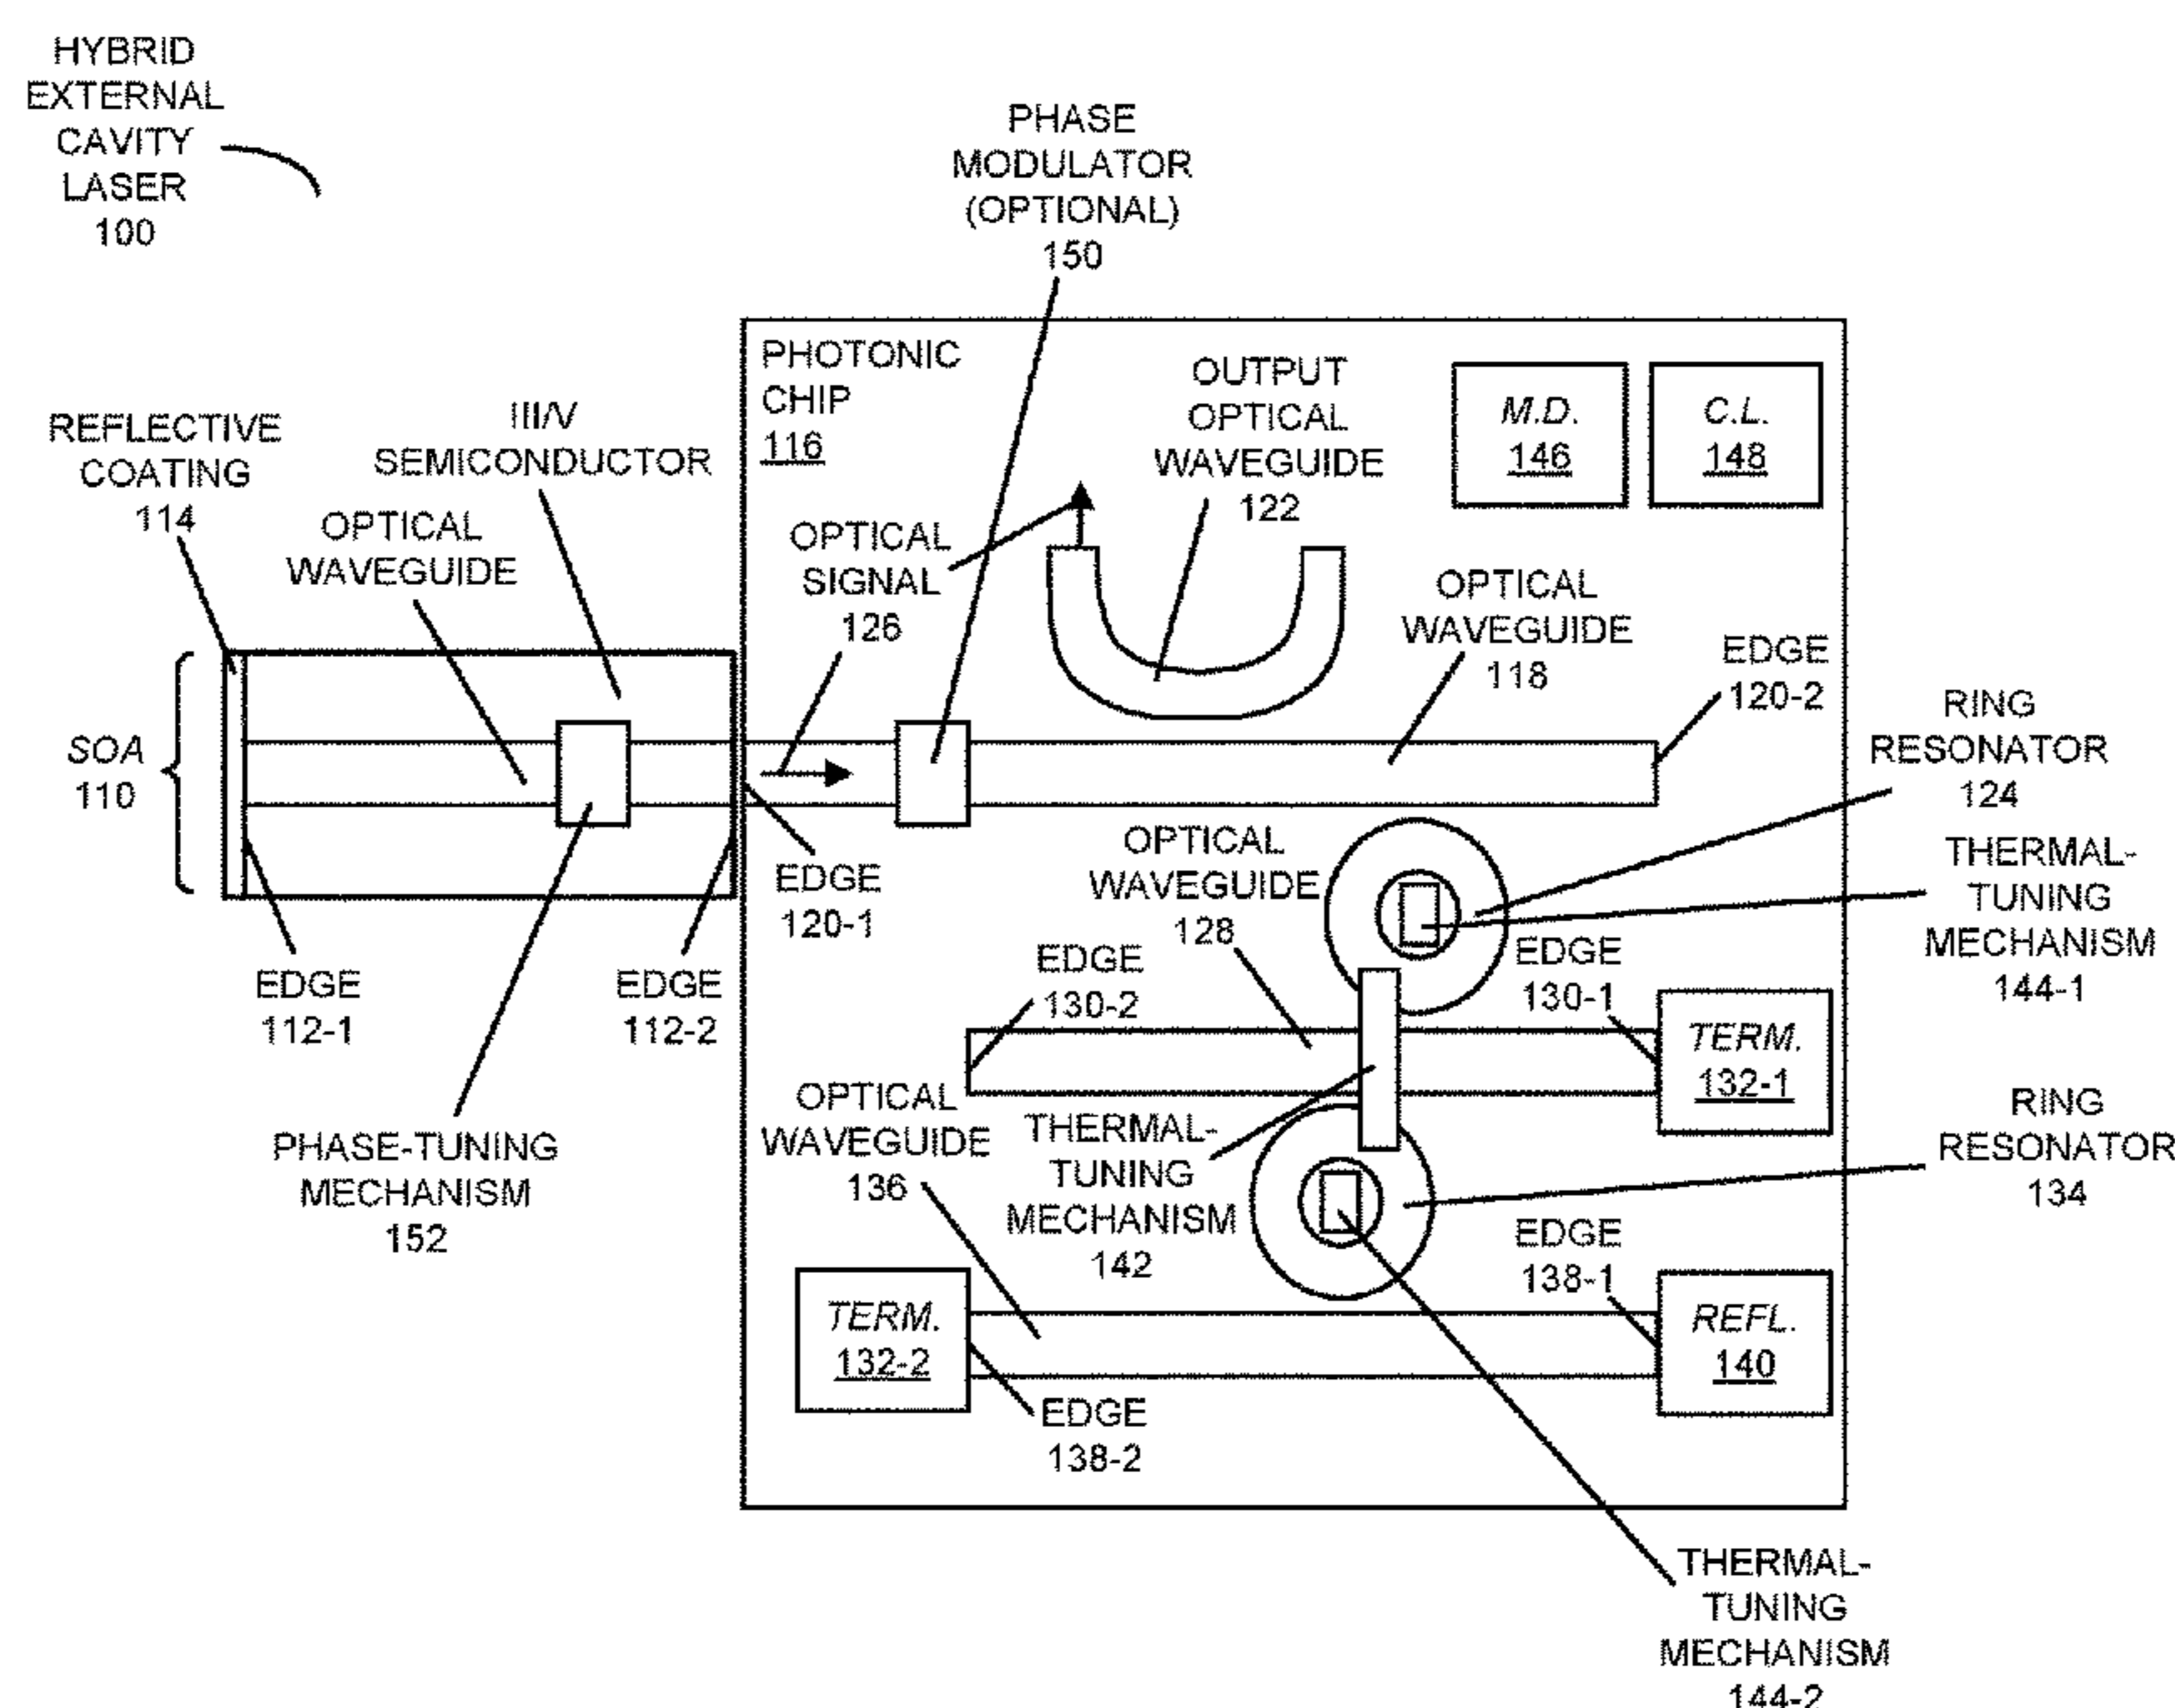 HYBRID
EXTERNAL
CAVITY
LASER
100
PHASE
MODULATOR
(OPTIONAL)
150
PHOTONIC
CHIP
116
OUTPUT
OPTICAL
WAVEGUIDE
122
M.D.
146
C.L.
148
REFLECTIVE
COATING
114
III/V
SEMICONDUCTOR
OPTICAL
WAVEGUIDE
OPTICAL
SIGNAL
126
OPTICAL
WAVEGUIDE
118
EDGE
120-2
RING
RESONATOR
124
SOA
110
EDGE
120-1
OPTICAL
WAVEGUIDE
128
THERMAL-
TUNING
MECHANISM
144-1
EDGE
112-1
EDGE
112-2
EDGE
130-2
EDGE
130-1
TERM.
132-1
PHASE-TUNING
MECHANISM
152
OPTICAL
WAVEGUIDE
136
THERMAL-
TUNING
MECHANISM
142
RING
RESONATOR
134
EDGE
138-1
TERM.
132-2
REFL.
140
EDGE
138-2
THERMAL-
TUNING
MECHANISM
144-2